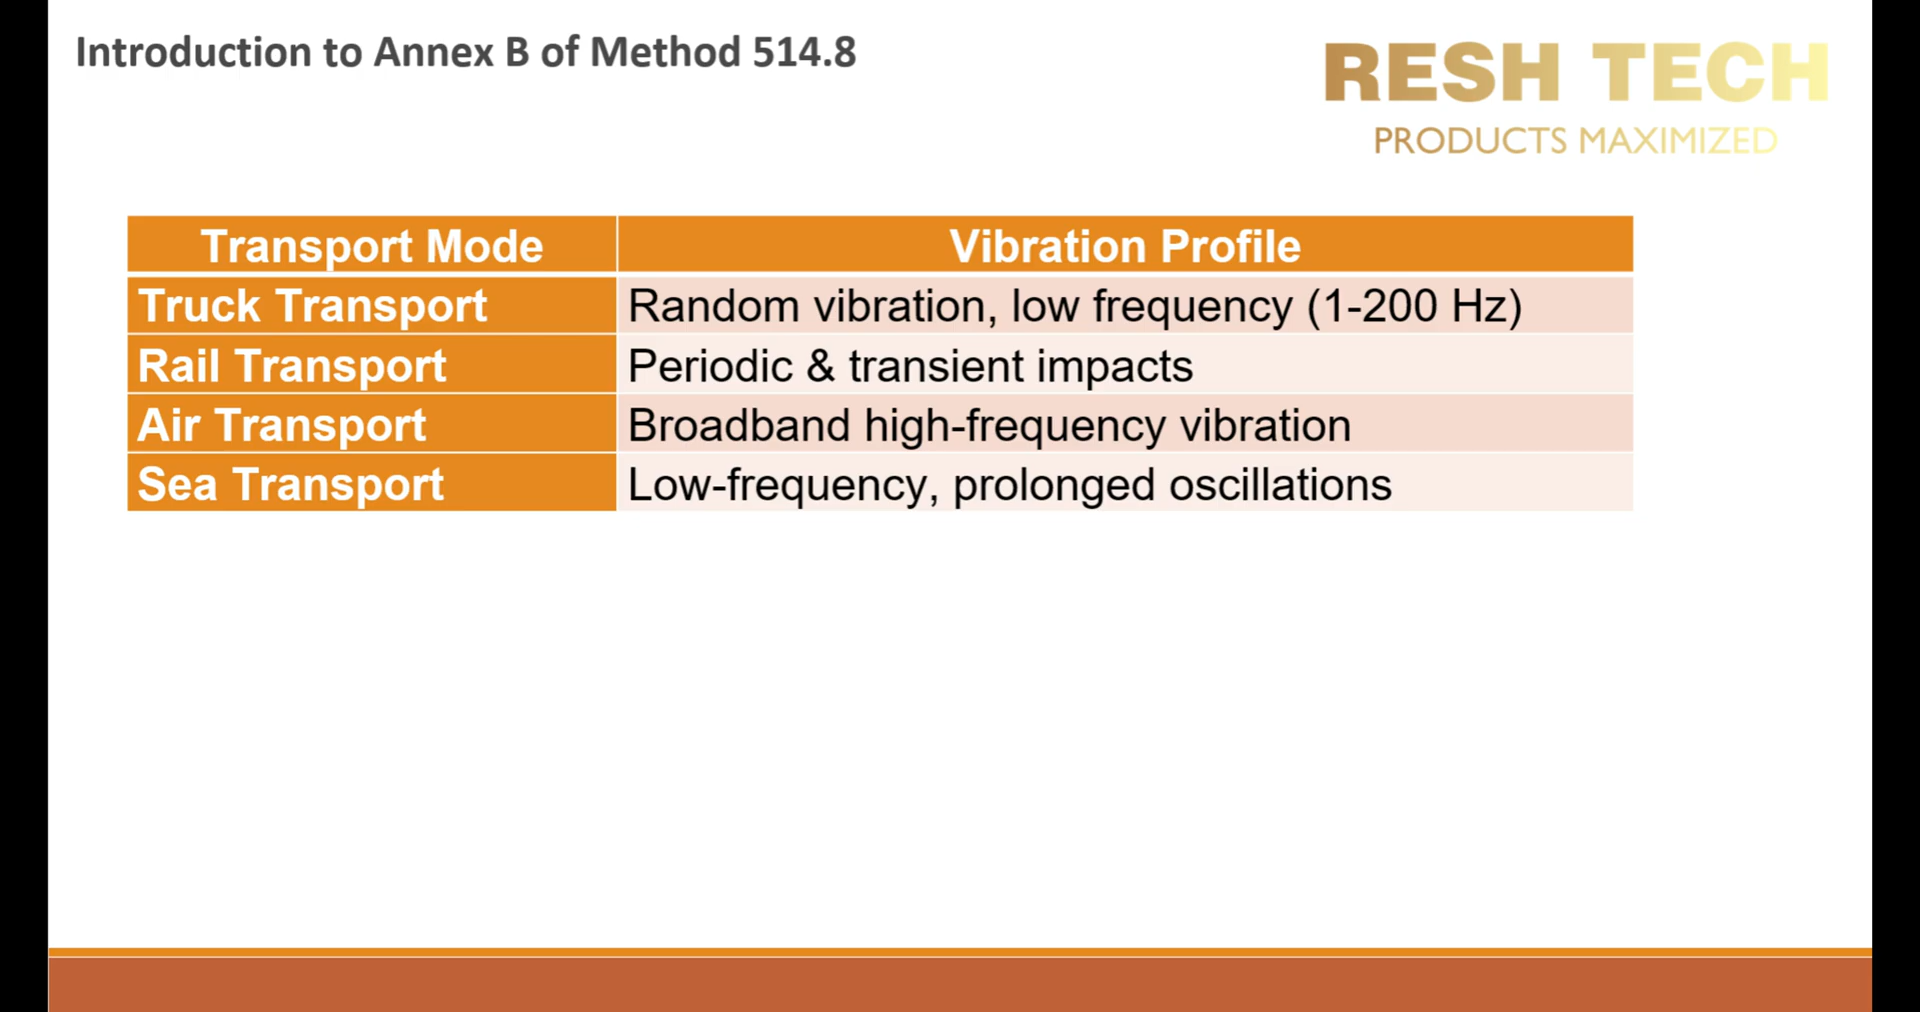 Introduction to Annex B of Method 514.8
RESH TECH
PRODUCTS MAXIMIZED
Transport Mode Vibration Profile
Truck Transport Random vibration, low frequency (1-200 Hz)
Rail Transport Periodic & transient impacts
Air Transport Broadband high-frequency vibration
Sea Transport Low-frequency, prolonged oscillations